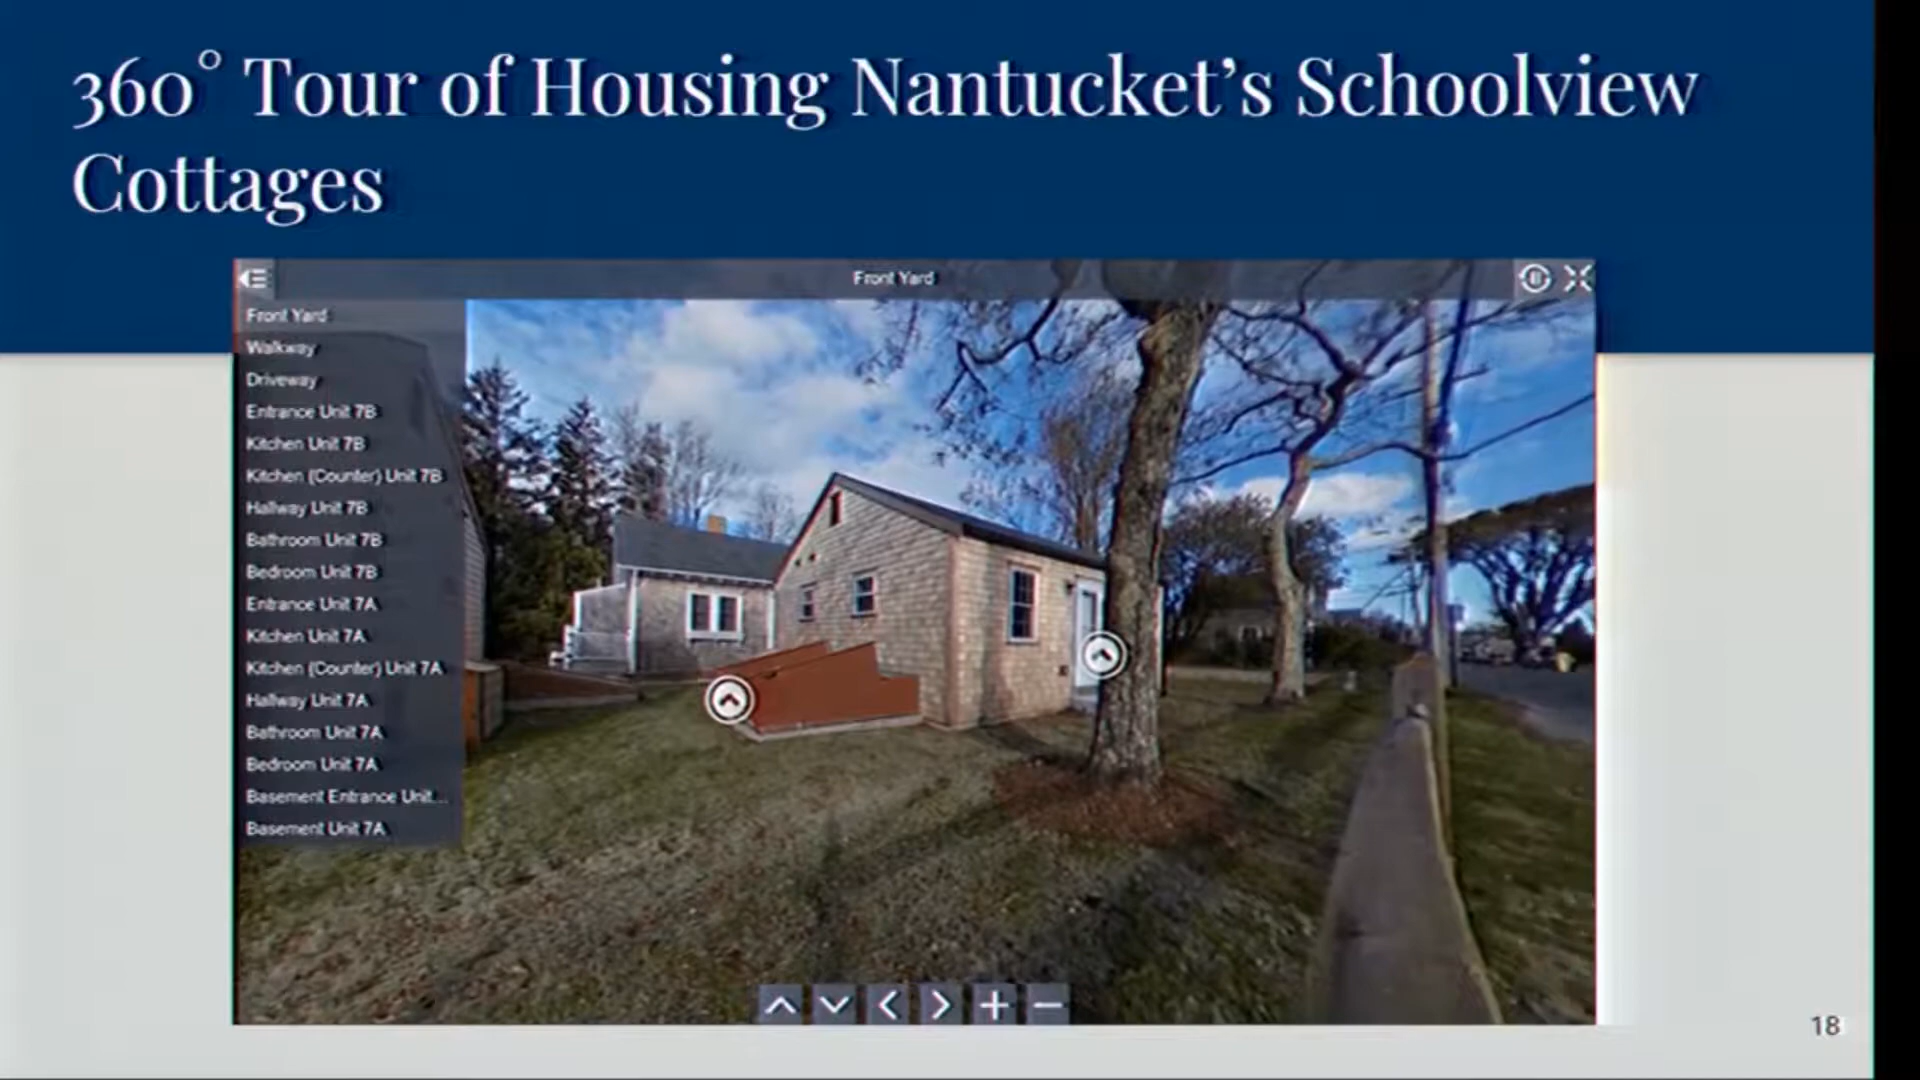 360° Tour of Housing Nantucket's Schoolview
Cottages
Front Yard
Front Yard
Walkway
Driveway
Entrance Unit 7B
Kitchen Unit 7B
Kitchen (Counter) Unit 7B
Hallway Unit 7B
Bathroom Unit 7B
Bedroom Unit 7B
Entrance Unit 7A
Kitchen Unit 7A
Kitchen (Counter) Unit 7A
Hallway Unit 7A
Bathroom Unit 7A
Bedroom Unit 7A
Basement Entrance Unit...
Basement Unit 7A
18